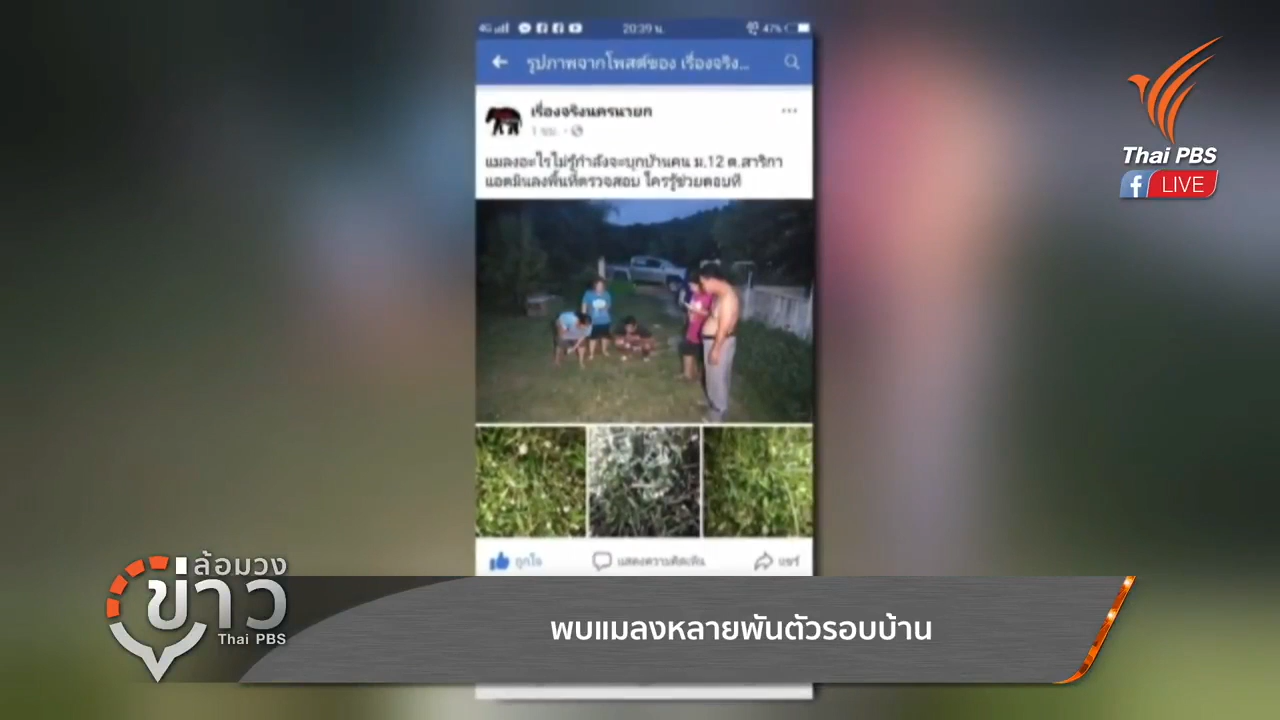 4G 20:39 น. 47%
รูปภาพจากโพสต์ของ เรื่องจริง...
เรื่องจริงนครนายก
1 ชม.
แมลงอะไรไม่รู้กำลังจะบุกบ้านคน ม.12 ต.สาริกา
แอดมินลงพื้นที่ตรวจสอบ ใครรู้ช่วยตอบที
ถูกใจ แสดงความคิดเห็น แชร์
Thai PBS
f LIVE
ล้อมวง
ข่าว
Thai PBS
พบแมลงหลายพันตัวรอบบ้าน